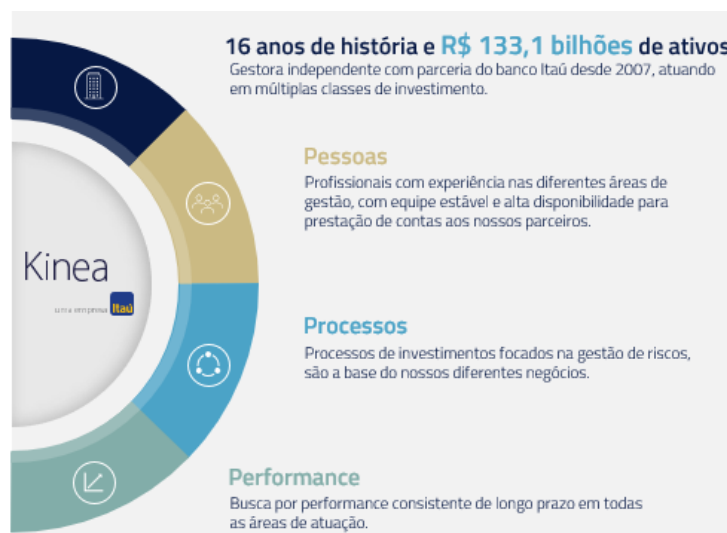 16 anos de história e R$ 133,1 bilhões de ativos
Gestora independente com parceria do banco Itaú desde 2007, atuando
em múltiplas classes de investimento.
Pessoas
Profissionais com experiência nas diferentes áreas de
gestão, com equipe estável e alta disponibilidade para
prestação de contas aos nossos parceiros.
Kinea
uma empresa Itaú
Processos
Processos de investimentos focados na gestão de riscos,
são a base do nossos diferentes negócios.
Performance
Busca por performance consistente de longo prazo em todas
as áreas de atuação.